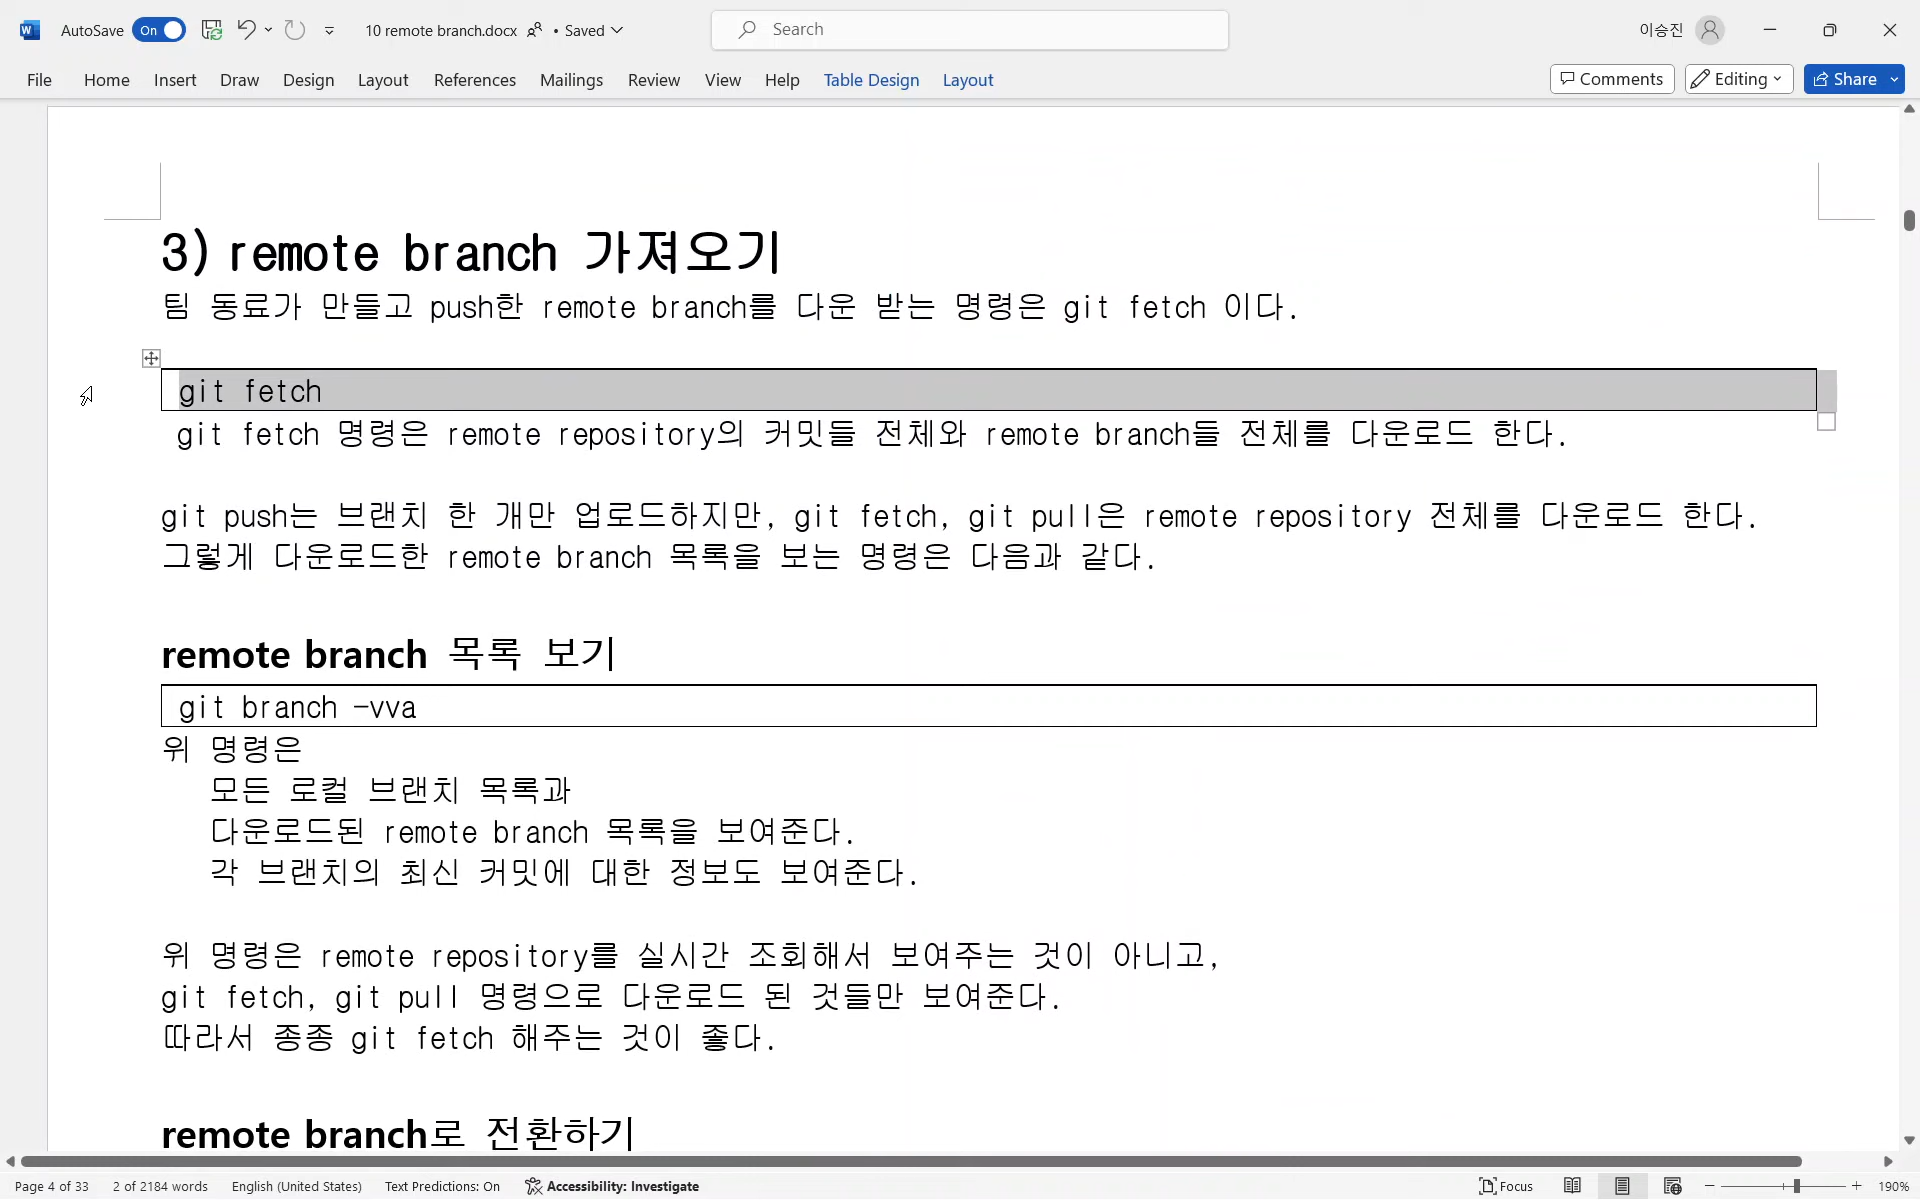 AutoSave On 10 remote branch.docx • Saved Search 이승진
File Home Insert Draw Design Layout References Mailings Review View Help Table Design Layout Comments Editing Share
3) remote branch 가져오기
팀 동료가 만들고 push한 remote branch를 다운 받는 명령은 git fetch 이다.
git fetch
git fetch 명령은 remote repository의 커밋들 전체와 remote branch들 전체를 다운로드 한다.
git push는 브랜치 한 개만 업로드하지만, git fetch, git pull은 remote repository 전체를 다운로드 한다.
그렇게 다운로드한 remote branch 목록을 보는 명령은 다음과 같다.
remote branch 목록 보기
git branch -vva
위 명령은
모든 로컬 브랜치 목록과
다운로드된 remote branch 목록을 보여준다.
각 브랜치의 최신 커밋에 대한 정보도 보여준다.
위 명령은 remote repository를 실시간 조회해서 보여주는 것이 아니고,
git fetch, git pull 명령으로 다운로드 된 것들만 보여준다.
따라서 종종 git fetch 해주는 것이 좋다.
remote branch로 전환하기
Page 4 of 33 2 of 2184 words English (United States) Text Predictions: On Accessibility: Investigate Focus 190%